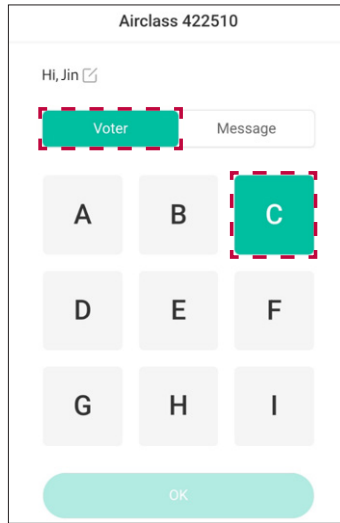 Airclass 422510
Hi, Jin
Voter Message
A B C
D E F
G H I
OK